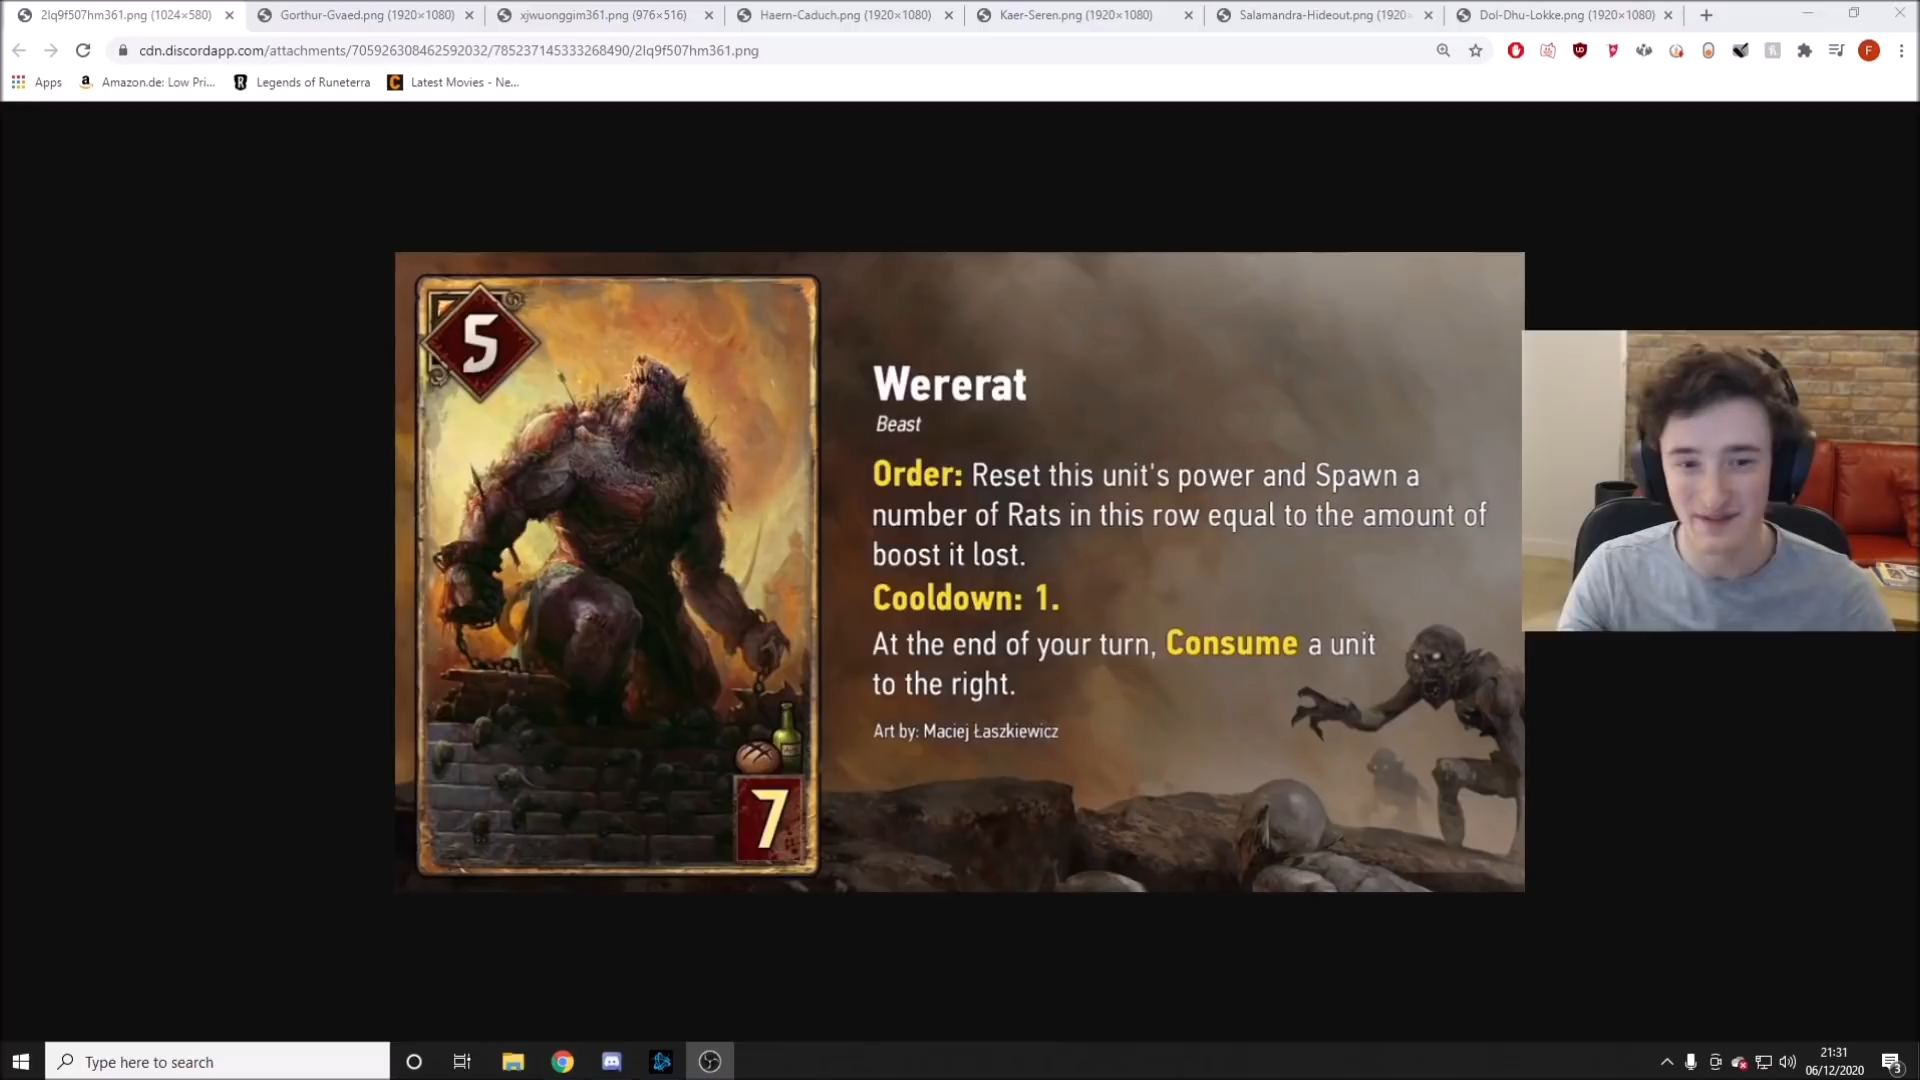 2lq9f507hm361.png (1024×580)
Gorthur-Gvaed.png (1920×1080)
xjwuonggim361.png (976×516)
Haern-Caduch.png (1920×1080)
Kaer-Seren.png (1920×1080)
Salamandra-Hideout.png (1920×
Dol-Dhu-Lokke.png (1920×1080)
cdn.discordapp.com/attachments/705926308462592032/785237145333268490/2lq9f507hm361.png
F
Apps
Amazon.de: Low Pri...
Legends of Runeterra
Latest Movies - Ne...
5
Wererat
Beast
Order: Reset this unit's power and Spawn a
number of Rats in this row equal to the amount of
boost it lost.
Cooldown: 1.
At the end of your turn, Consume a unit
to the right.
Art by: Maciej Łaszkiewicz
7
Type here to search
21:31
06/12/2020
3